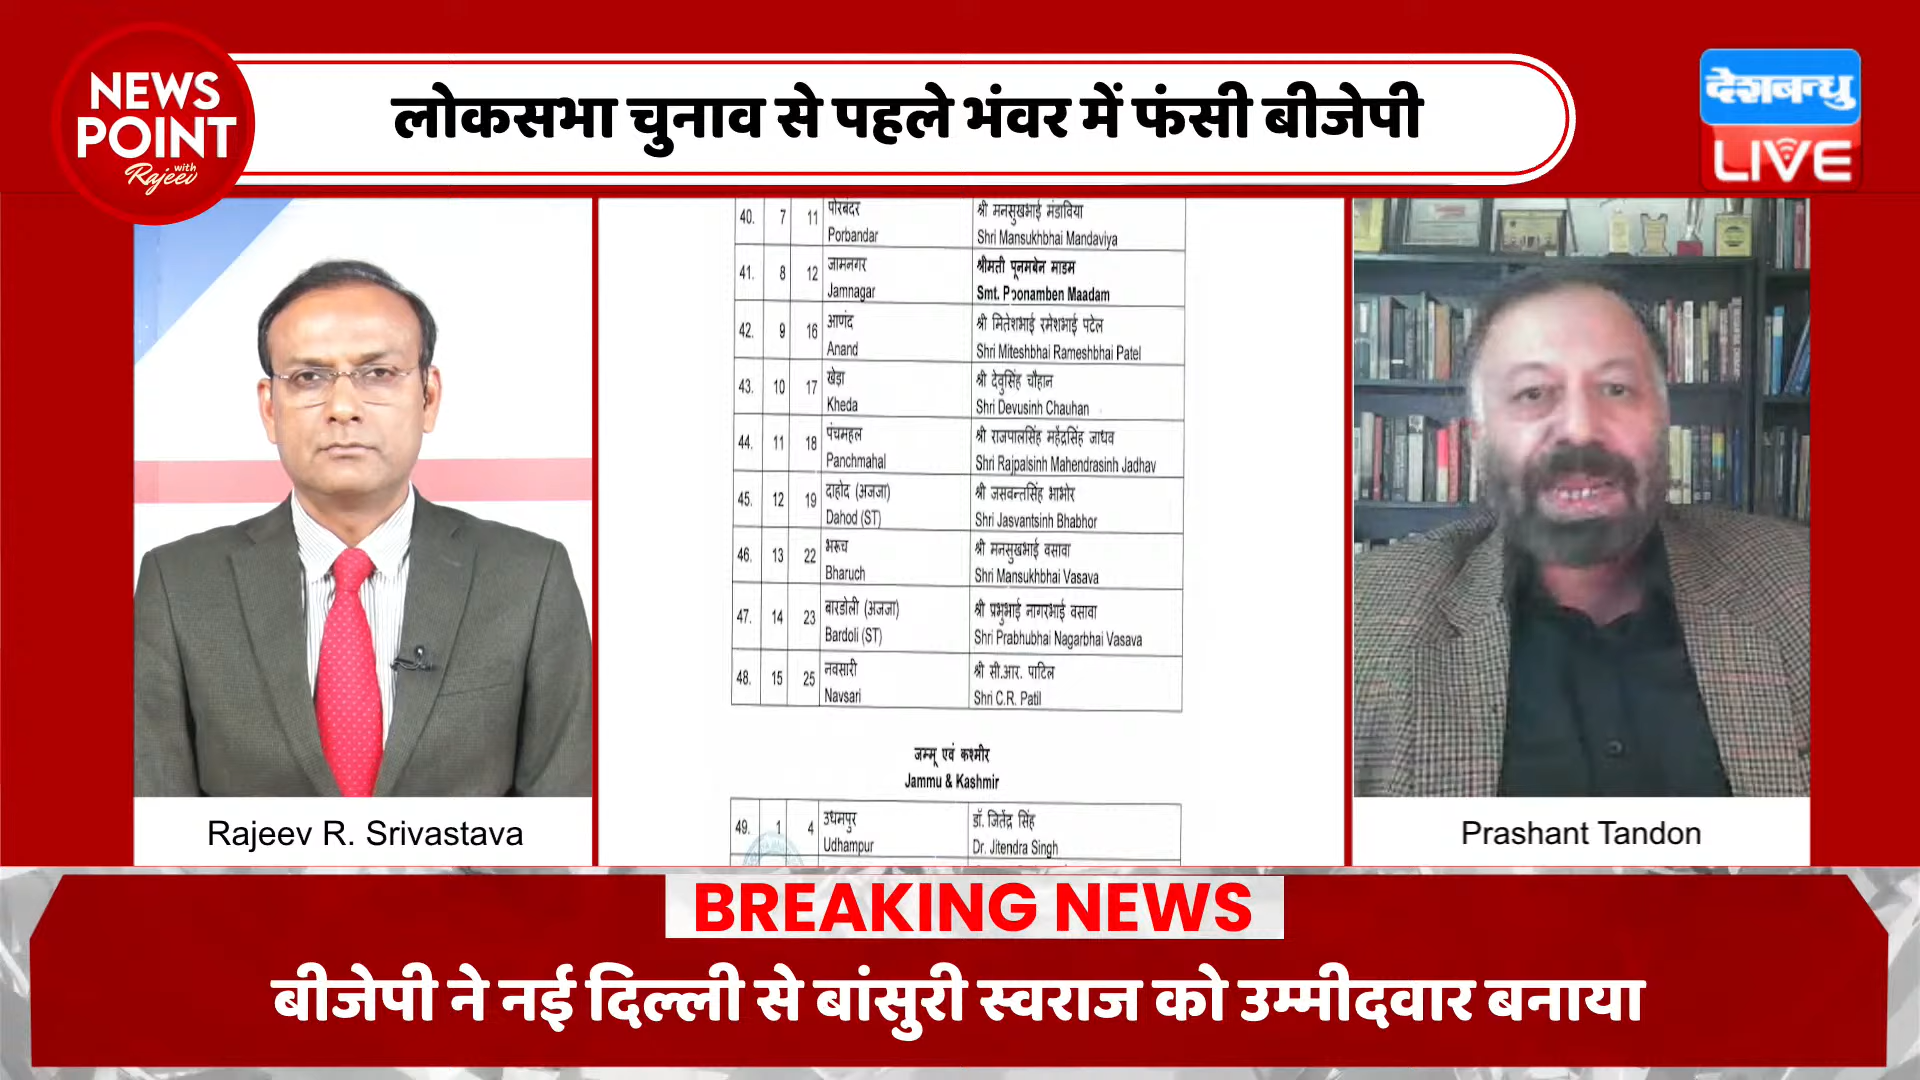 NEWS
POINT
with
Rajeev
लोकसभा चुनाव से पहले भंवर में फंसी बीजेपी
देशबन्धु
LIVE
40. 7 11 पोरबंदर श्री मनसुखभाई मंडाविया
Porbandar Shri Mansukhbhai Mandaviya
41. 8 12 जामनगर श्रीमती पूनमबेन माडम
Jamnagar Smt. Poonamben Maadam
42. 9 16 आणंद श्री मितेशभाई रमेशभाई पटेल
Anand Shri Miteshbhai Rameshbhai Patel
43. 10 17 खेड़ा श्री देवुसिंह चौहान
Kheda Shri Devusinh Chauhan
44. 11 18 पंचमहल श्री राजपालसिंह महेंद्रसिंह जाधव
Panchmahal Shri Rajpalsinh Mahendrasinh Jadhav
45. 12 19 दाहोद (अजजा) श्री जसवन्तसिंह भाभोर
Dahod (ST) Shri Jasvantsinh Bhabhor
46. 13 22 भरूच श्री मनसुखभाई वसावा
Bharuch Shri Mansukhbhai Vasava
47. 14 23 बारडोली (अजजा) श्री प्रभुभाई नागरभाई वसावा
Bardoli (ST) Shri Prabhubhai Nagarbhai Vasava
48. 15 25 नवसारी श्री सी.आर. पाटिल
Navsari Shri C.R. Patil
जम्मू एवं कश्मीर
Jammu & Kashmir
49. 1 4 उधमपुर डॉ. जितेंद्र सिंह
Udhampur Dr. Jitendra Singh
Rajeev R. Srivastava
Prashant Tandon
BREAKING NEWS
बीजेपी ने नई दिल्ली से बांसुरी स्वराज को उम्मीदवार बनाया